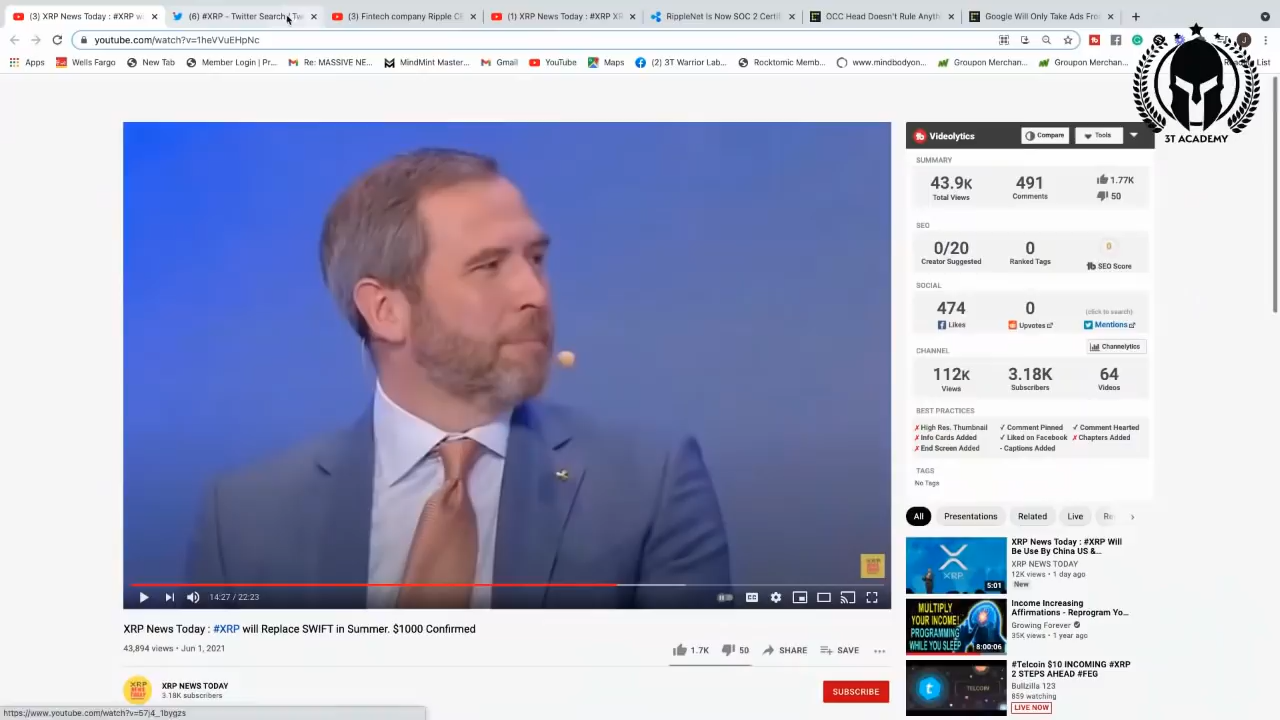 (3) XRP News Today : #XRP wi
(6) #XRP - Twitter Search / Tw
(3) Fintech company Ripple CE
(1) XRP News Today : #XRP XR
RippleNet Is Now SOC 2 Certif
OCC Head Doesn't Rule Anyth
Google Will Only Take Ads Fro
youtube.com/watch?v=1heVVuEHpNc
Apps
Wells Fargo
New Tab
Member Login | Pr...
Re: MASSIVE NE...
MindMint Master...
Gmail
YouTube
Maps
(2) 3T Warrior Lab...
Rocktomic Memb...
www.mindbodyon...
Groupon Merchan...
Groupon Merchan...
List
3T ACADEMY
Videolytics
Compare
Tools
SUMMARY
43.9K
Total Views
491
Comments
1.77K
50
SEO
0/20
Creator Suggested
0
Ranked Tags
0
SEO Score
SOCIAL
474
Likes
0
Upvotes
(click to search)
Mentions
CHANNEL
Channelytics
112K
Views
3.18K
Subscribers
64
Videos
BEST PRACTICES
✗ High Res. Thumbnail
✓ Comment Pinned
✓ Comment Hearted
✗ Info Cards Added
✓ Liked on Facebook
✗ Chapters Added
✗ End Screen Added
- Captions Added
TAGS
No Tags
14:27 / 22:23
All
Presentations
Related
Live
Re
XRP News Today : #XRP Will
Be Use By China US &...
XRP NEWS TODAY
12K views • 1 day ago
New
5:01
MULTIPLY
YOUR INCOME!
PROGRAMMING
WHILE YOU SLEEP
8:00:06
Income Increasing
Affirmations - Reprogram Yo...
Growing Forever
35K views • 1 year ago
TELCOIN
#Telcoin $10 INCOMING #XRP
2 STEPS AHEAD #FEG
Bullzilla 123
859 watching
LIVE NOW
XRP News Today : #XRP will Replace SWIFT in Summer. $1000 Confirmed
43,894 views • Jun 1, 2021
1.7K
50
SHARE
SAVE
XRP NEWS TODAY
3.18K subscribers
SUBSCRIBE
https://www.youtube.com/watch?v=57j4_1bygzs